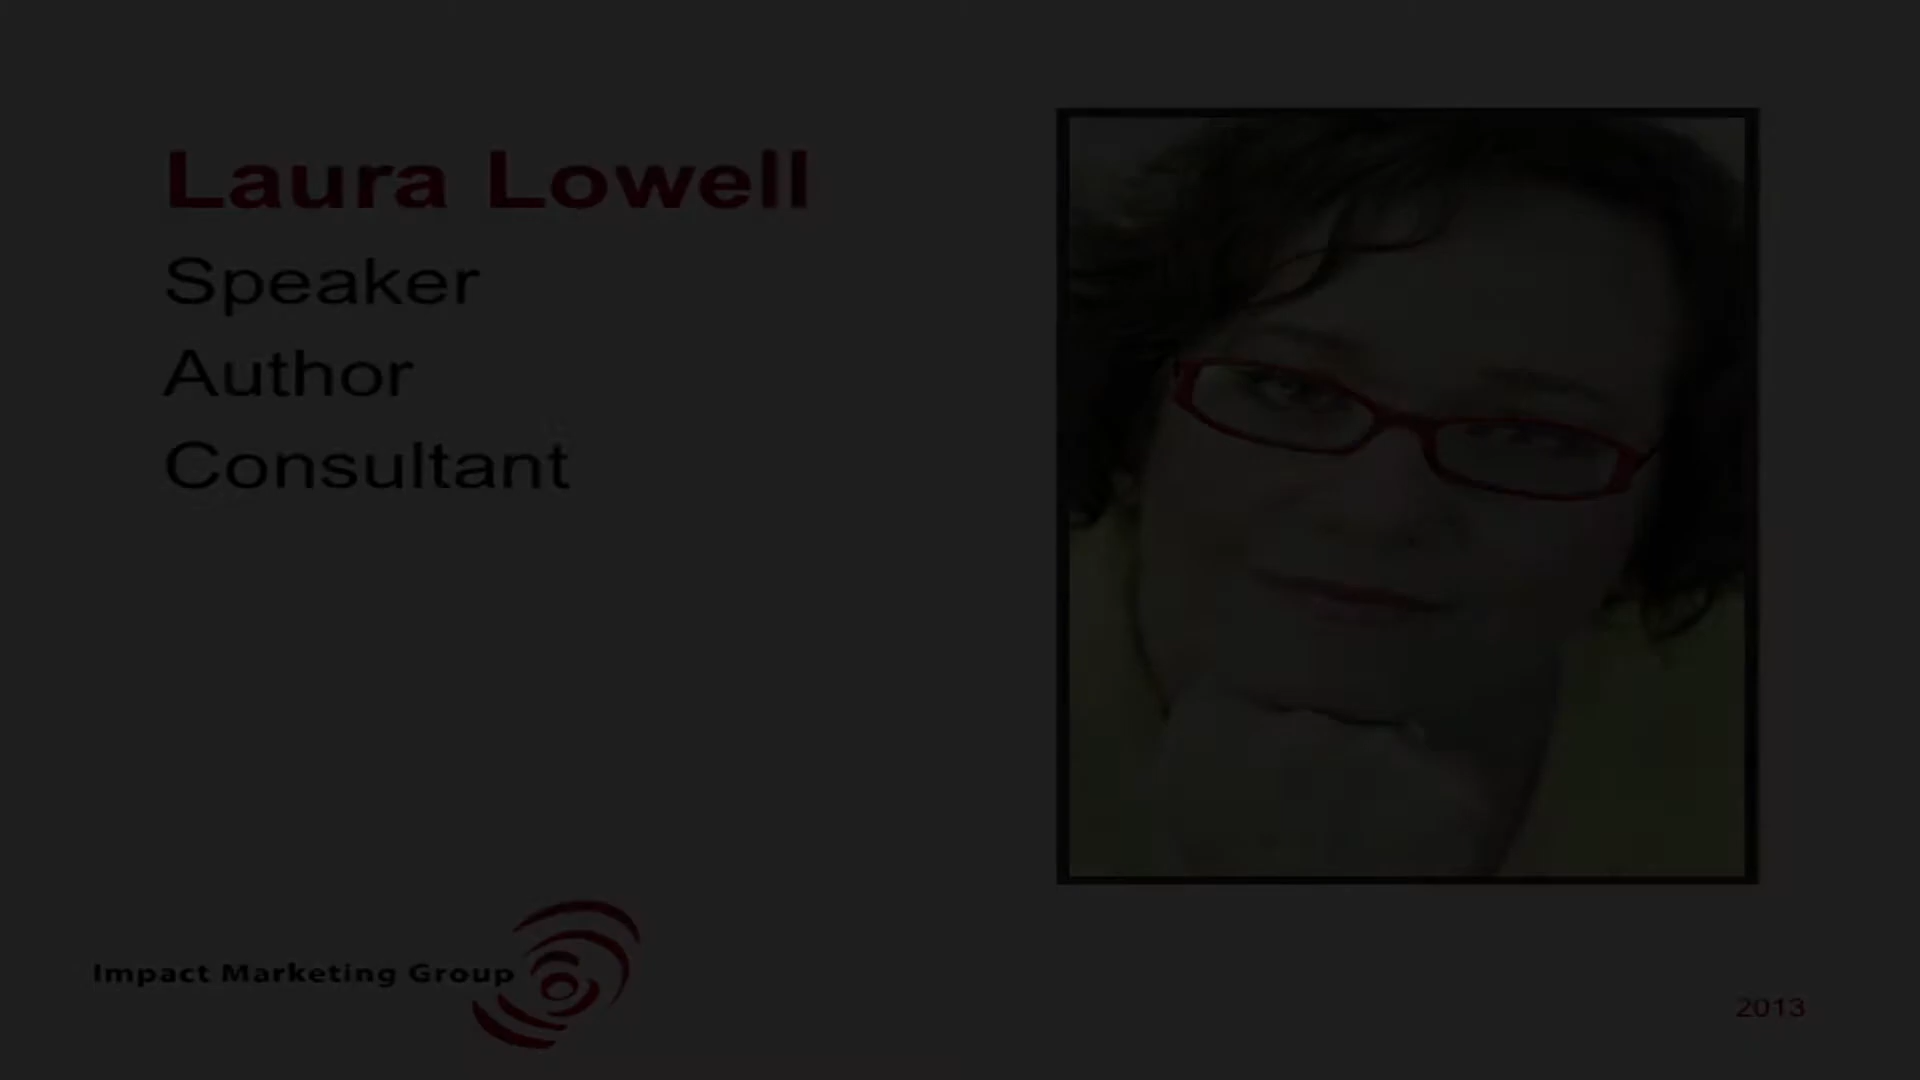 Laura Lowell
Speaker
Author
Consultant
Impact Marketing Group
2013